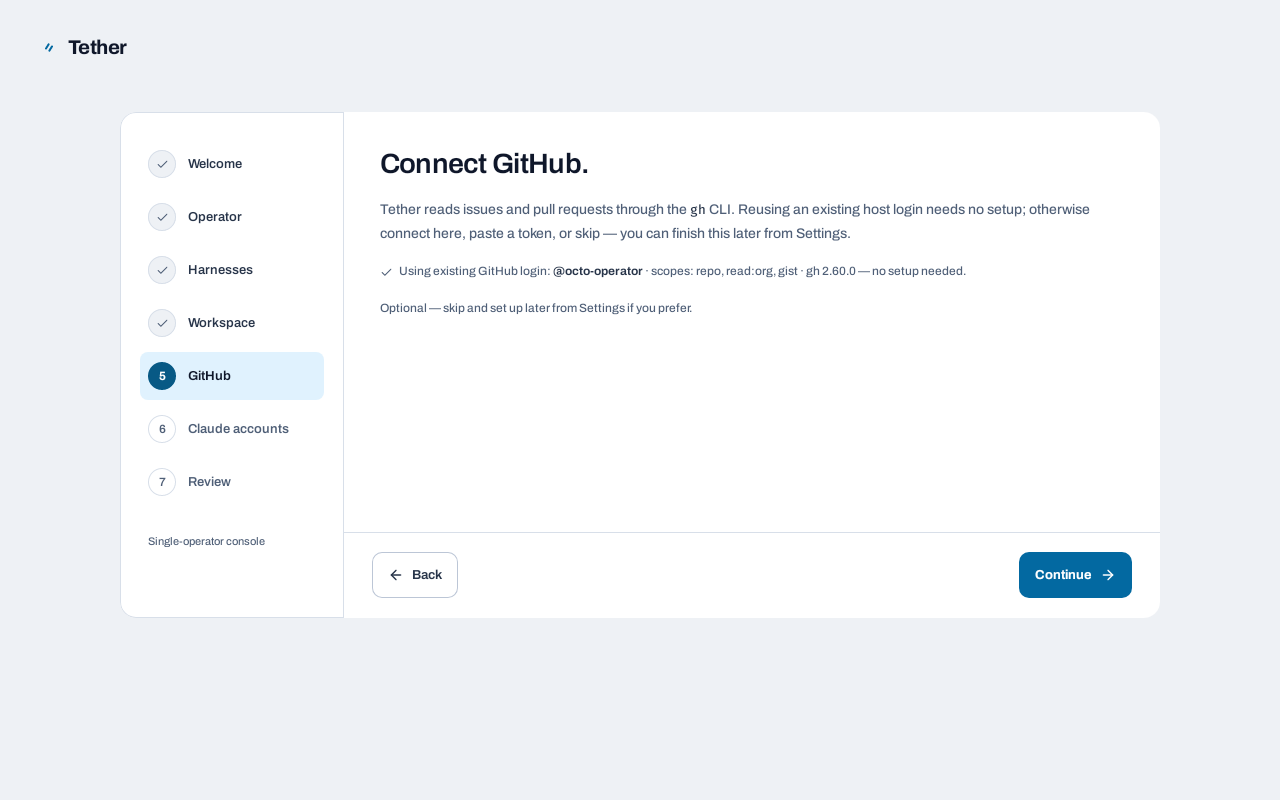 Tether
Welcome
Operator
Harnesses
Workspace
5 GitHub
6 Claude accounts
7 Review
Single-operator console
Connect GitHub.
Tether reads issues and pull requests through the gh CLI. Reusing an existing host login needs no setup; otherwise
connect here, paste a token, or skip — you can finish this later from Settings.
Using existing GitHub login: @octo-operator · scopes: repo, read:org, gist · gh 2.60.0 — no setup needed.
Optional — skip and set up later from Settings if you prefer.
Back
Continue